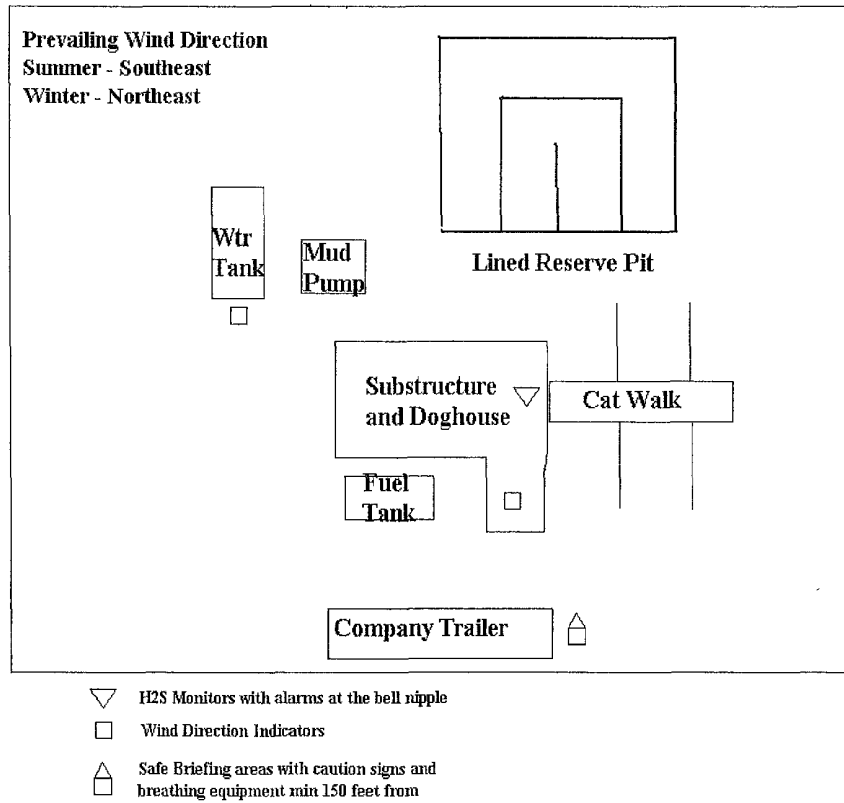 Prevailing Wind Direction
Summer - Southeast
Winter - Northeast
Wtr
Tank
Mud
Pump
Lined Reserve Pit
Substructure
and Doghouse
Cat Walk
Fuel
Tank
Company Trailer
H2S Monitors with alarms at the bell nipple
Wind Direction Indicators
Safe Briefing areas with caution signs and
breathing equipment min 150 feet from